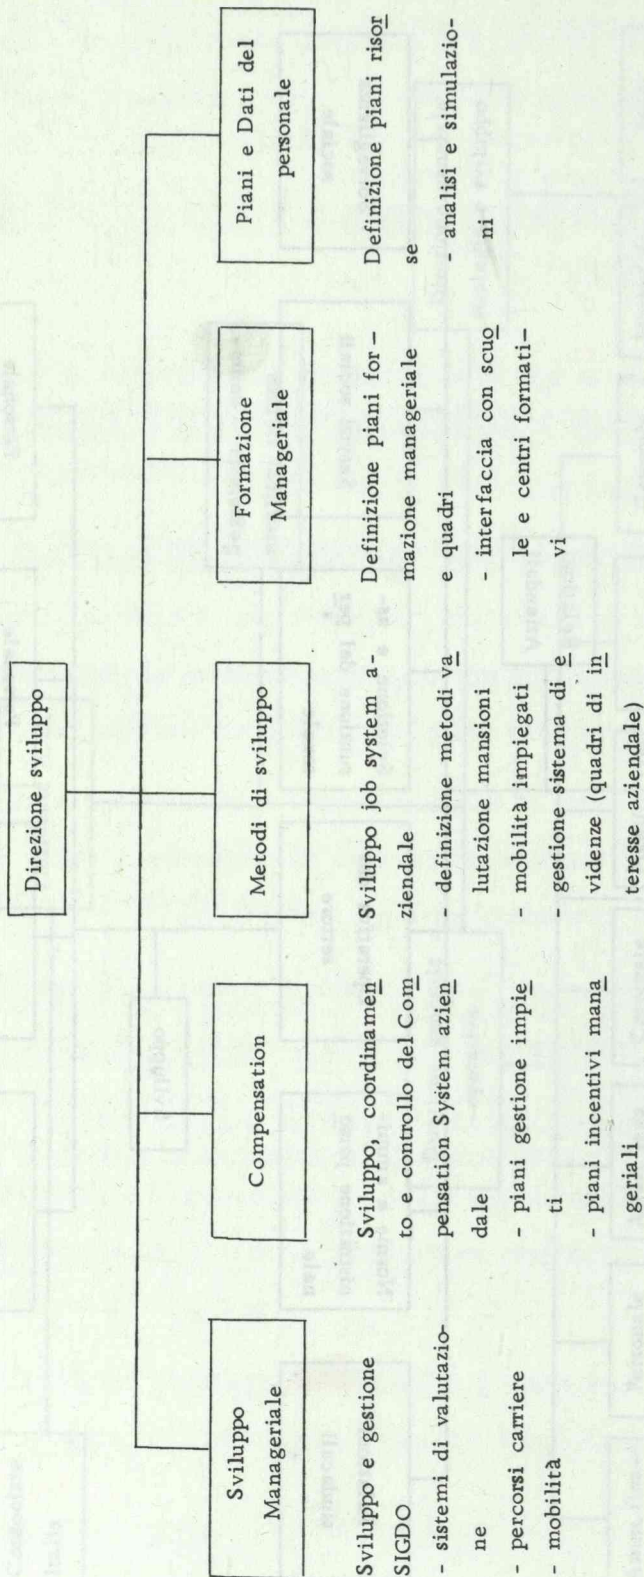 Direzione sviluppo
Sviluppo
Manageriale
Sviluppo e gestione
SIGDO
- sistemi di valutazio-
ne
- percorsi carriere
- mobilità
Compensation
Sviluppo, coordinamen
to e controllo del Com
pensation System azien
dale
- piani gestione impie
ti
- piani incentivi mana
geriali
Metodi di sviluppo
Sviluppo job system a-
ziendale
- definizione metodi va
lutazione mansioni
- mobilità impiegati
- gestione sistema di e
videnze (quadri di in
teresse aziendale)
Formazione
Manageriale
Definizione piani for-
mazione manageriale
e quadri
- interfaccia con scuo
le e centri formati-
vi
Piani e Dati del
personale
Definizione piani risor
se
- analisi e simulazio-
ni